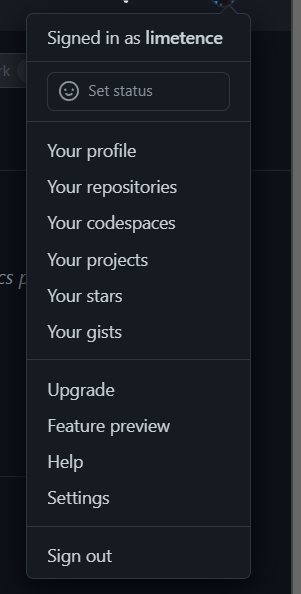 Signed in as limetence
rk
Set status
Your profile
Your repositories
Your codespaces
Your projects
cs p
Your stars
Your gists
Upgrade
Feature preview
Help
Settings
Sign out